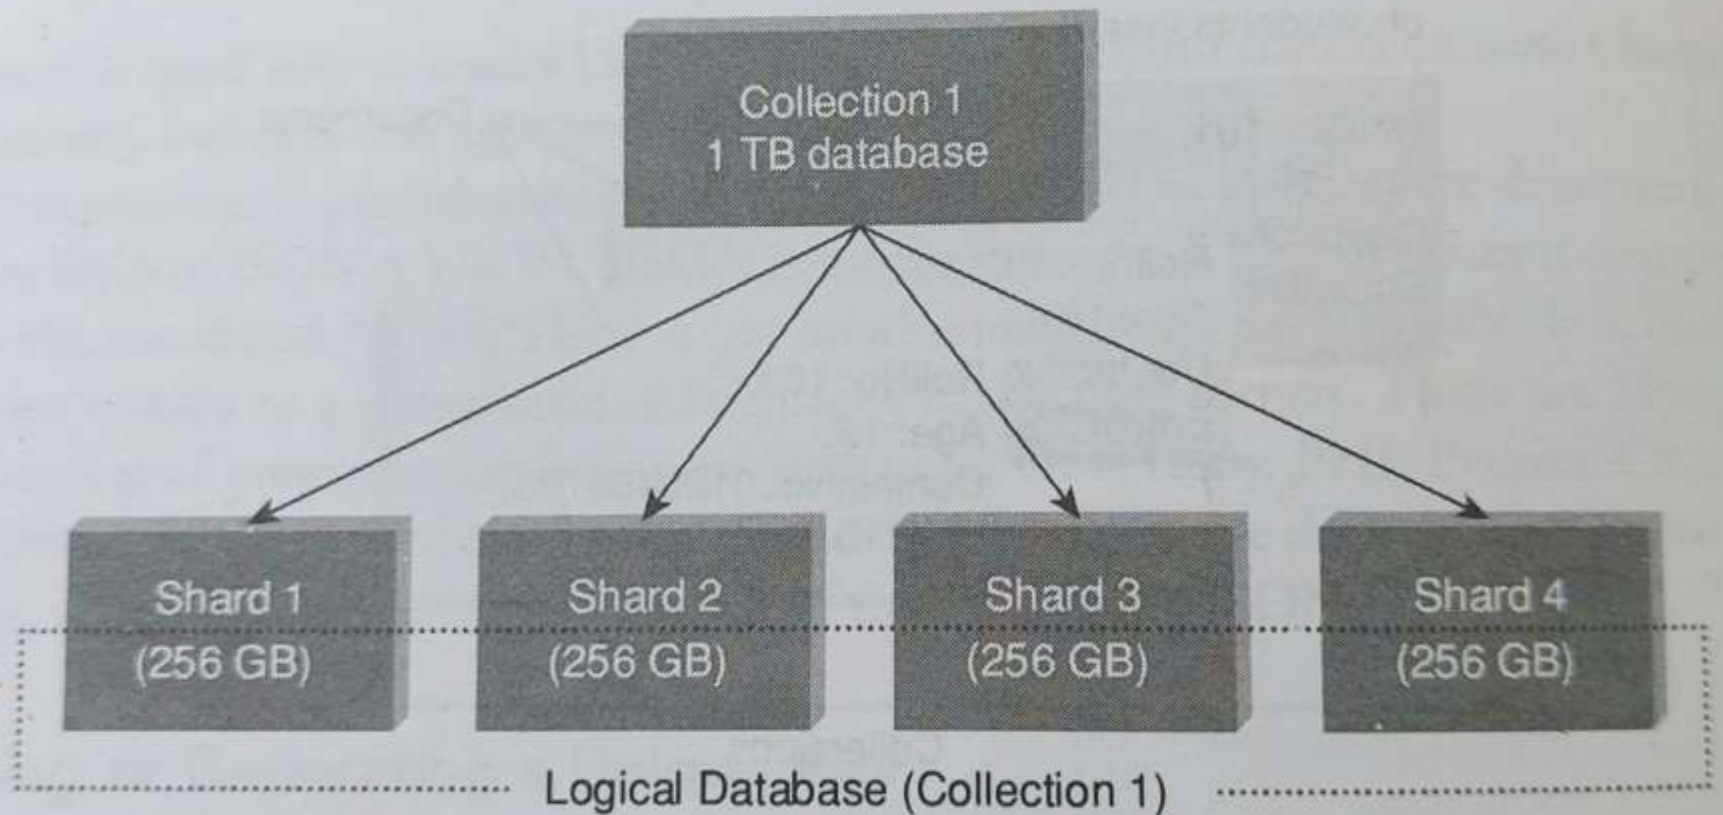 Collection 1
1 TB database
Shard 1
(256 GB)
Shard 2
(256 GB)
Shard 3
(256 GB)
Shard 4
(256 GB)
Logical Database (Collection 1)